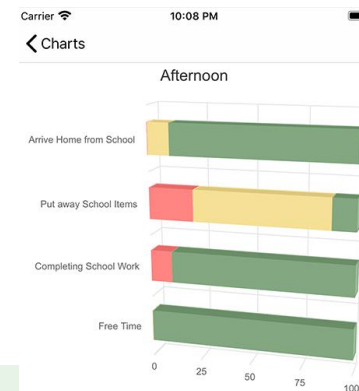 Carrier 10:08 PM
Charts
Afternoon
Arrive Home from School
Put away School Items
Completing School Work
Free Time
0 25 50 75 100